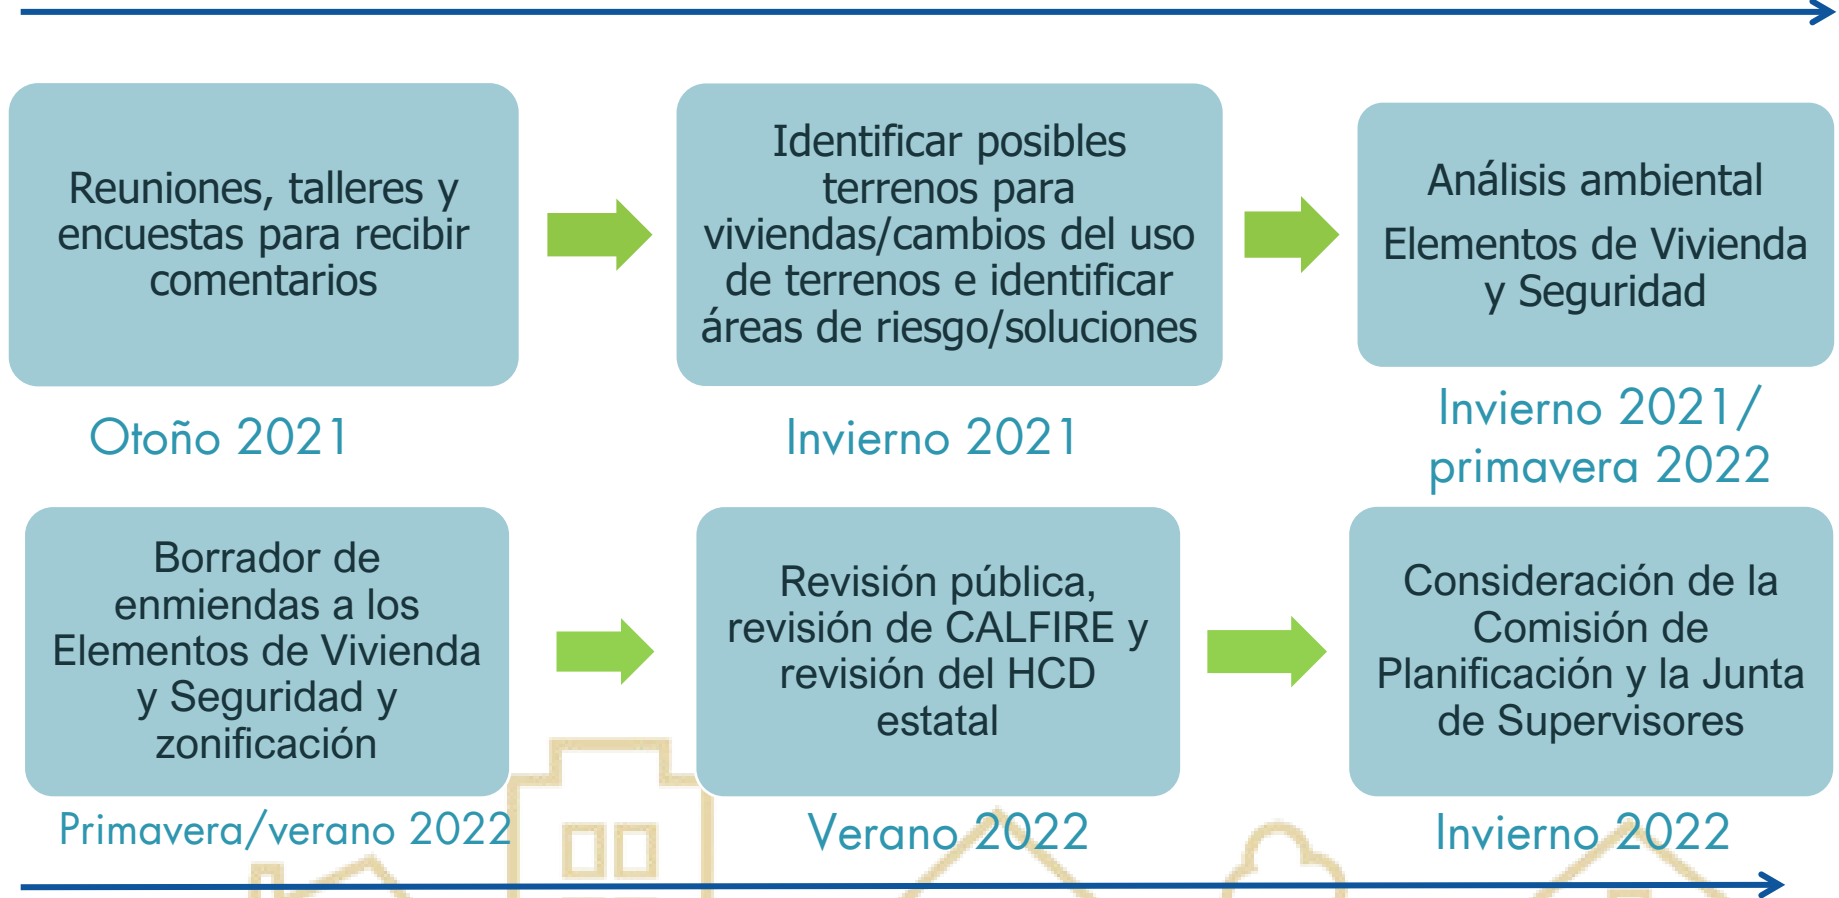 Reuniones, talleres y
encuestas para recibir
comentarios
Otoño 2021
Identificar posibles
terrenos para
viviendas/cambios del uso
de terrenos e identificar
áreas de riesgo/soluciones
Invierno 2021
Análisis ambiental
Elementos de Vivienda
y Seguridad
Invierno 2021/
primavera 2022
Borrador de
enmiendas a los
Elementos de Vivienda
y Seguridad y
zonificación
Primavera/verano 2022
Revisión pública,
revisión de CALFIRE y
revisión del HCD
estatal
Verano 2022
Consideración de la
Comisión de
Planificación y la Junta
de Supervisores
Invierno 2022